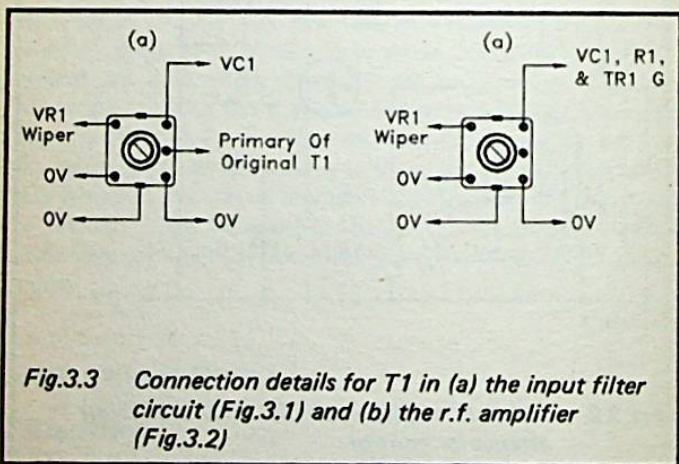 (a)
VC1
VR1
Wiper
Primary Of
Original T1
0V
0V
0V
(a)
VC1, R1,
& TR1 G
VR1
Wiper
0V
0V
0V
Fig.3.3 Connection details for T1 in (a) the input filter
circuit (Fig.3.1) and (b) the r.f. amplifier
(Fig.3.2)